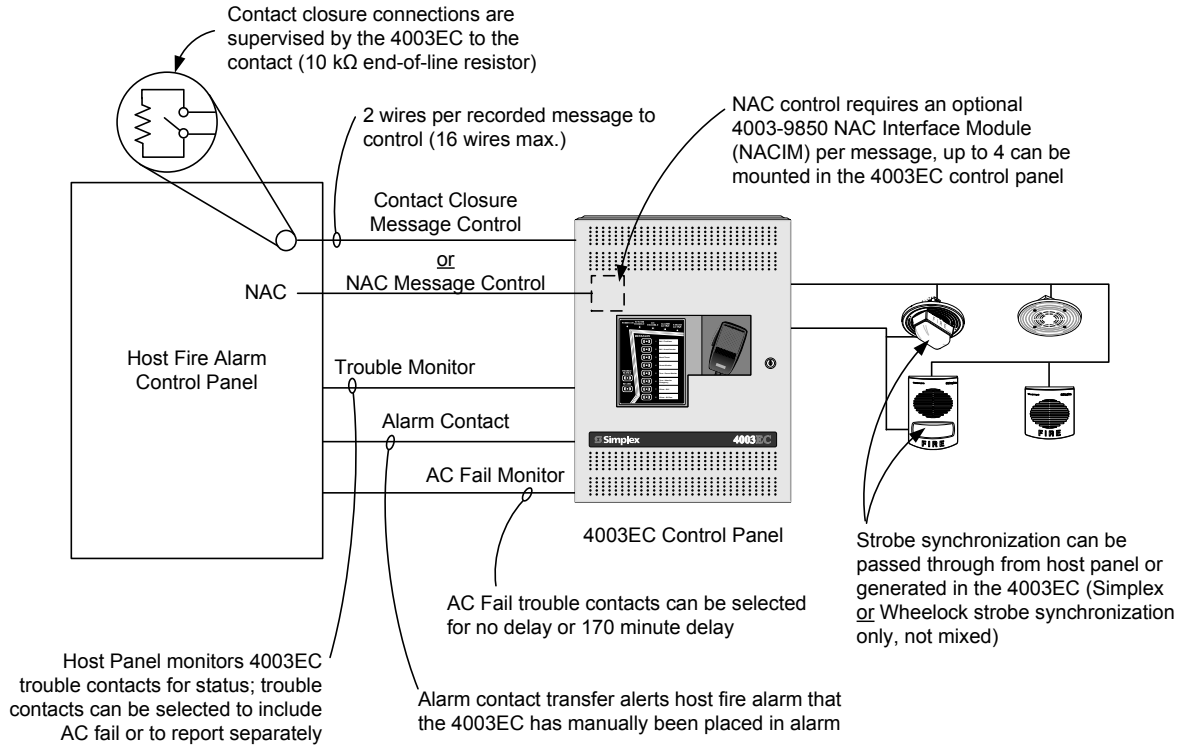 Contact closure connections are
supervised by the 4003EC to the
contact (10 kΩ end-of-line resistor)
2 wires per recorded message to
control (16 wires max.)
NAC control requires an optional
4003-9850 NAC Interface Module
(NACIM) per message, up to 4 can be
mounted in the 4003EC control panel
Contact Closure
Message Control
or
NAC
NAC Message Control
Host Fire Alarm
Control Panel
Trouble Monitor
Alarm Contact
AC Fail Monitor
Simplex
4003EC
FIRE
FIRE
4003EC Control Panel
Strobe synchronization can be
passed through from host panel or
generated in the 4003EC (Simplex
or Wheelock strobe synchronization
only, not mixed)
AC Fail trouble contacts can be selected
for no delay or 170 minute delay
Host Panel monitors 4003EC
trouble contacts for status; trouble
contacts can be selected to include
AC fail or to report separately
Alarm contact transfer alerts host fire alarm that
the 4003EC has manually been placed in alarm